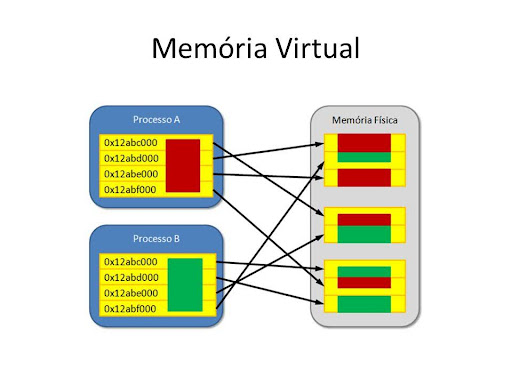 Memória Virtual
Processo A
0x12abc000
0x12abd000
0x12abe000
0x12abf000
Processo B
0x12abc000
0x12abd000
0x12abe000
0x12abf000
Memória Física